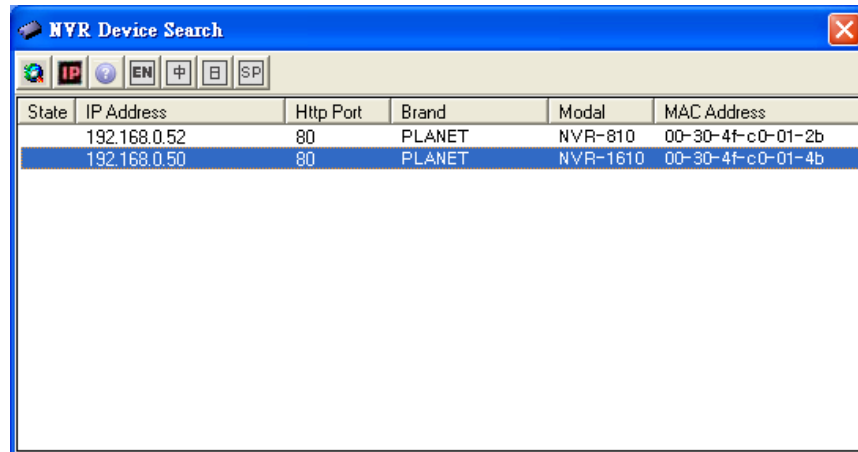 NVR Device Search
IP ? EN 中 日 SP
State IP Address Http Port Brand Modal MAC Address
192.168.0.52 80 PLANET NVR-810 00-30-4f-c0-01-2b
192.168.0.50 80 PLANET NVR-1610 00-30-4f-c0-01-4b